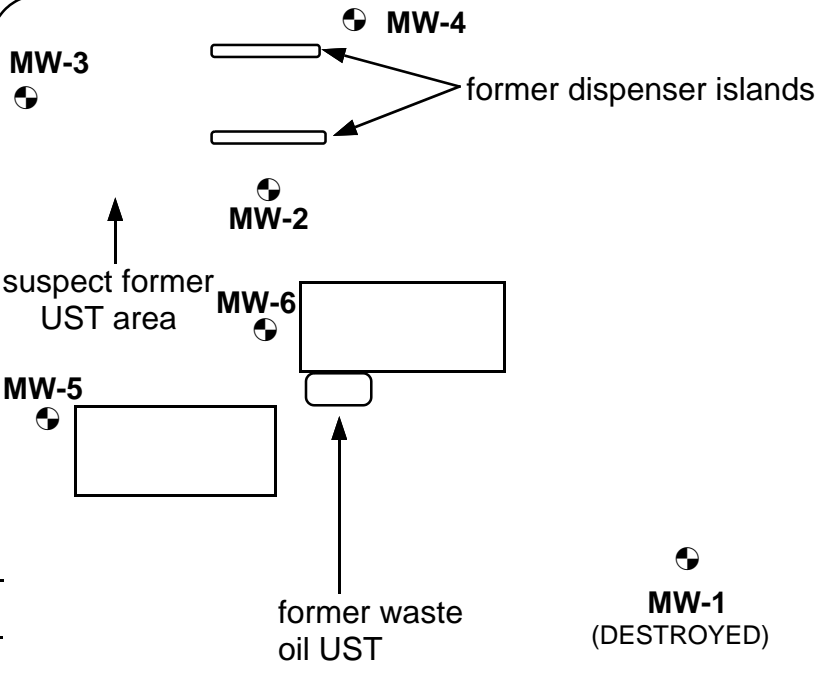 MW-4
MW-3
former dispenser islands
MW-2
suspect former
UST area
MW-6
MW-5
former waste
oil UST
MW-1
(DESTROYED)